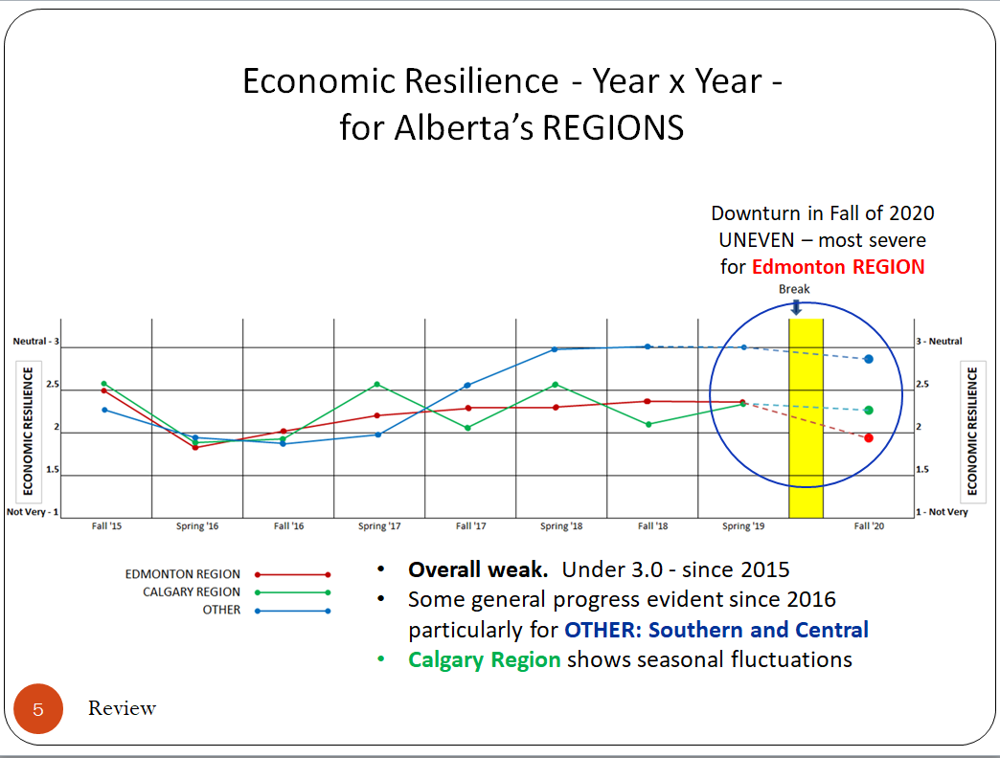 Economic Resilience - Year x Year -
for Alberta's REGIONS
Downturn in Fall of 2020
UNEVEN – most severe
for Edmonton REGION
Break
Neutral - 3
2.5
2
1.5
Not Very - 1
ECONOMIC RESILIENCE
3 - Neutral
2.5
2
1.5
1 - Not Very
ECONOMIC RESILIENCE
Fall '15
Spring '16
Fall '16
Spring '17
Fall '17
Spring '18
Fall '18
Spring '19
Fall '20
EDMONTON REGION
CALGARY REGION
OTHER
• Overall weak. Under 3.0 - since 2015
• Some general progress evident since 2016
particularly for OTHER: Southern and Central
• Calgary Region shows seasonal fluctuations
5
Review